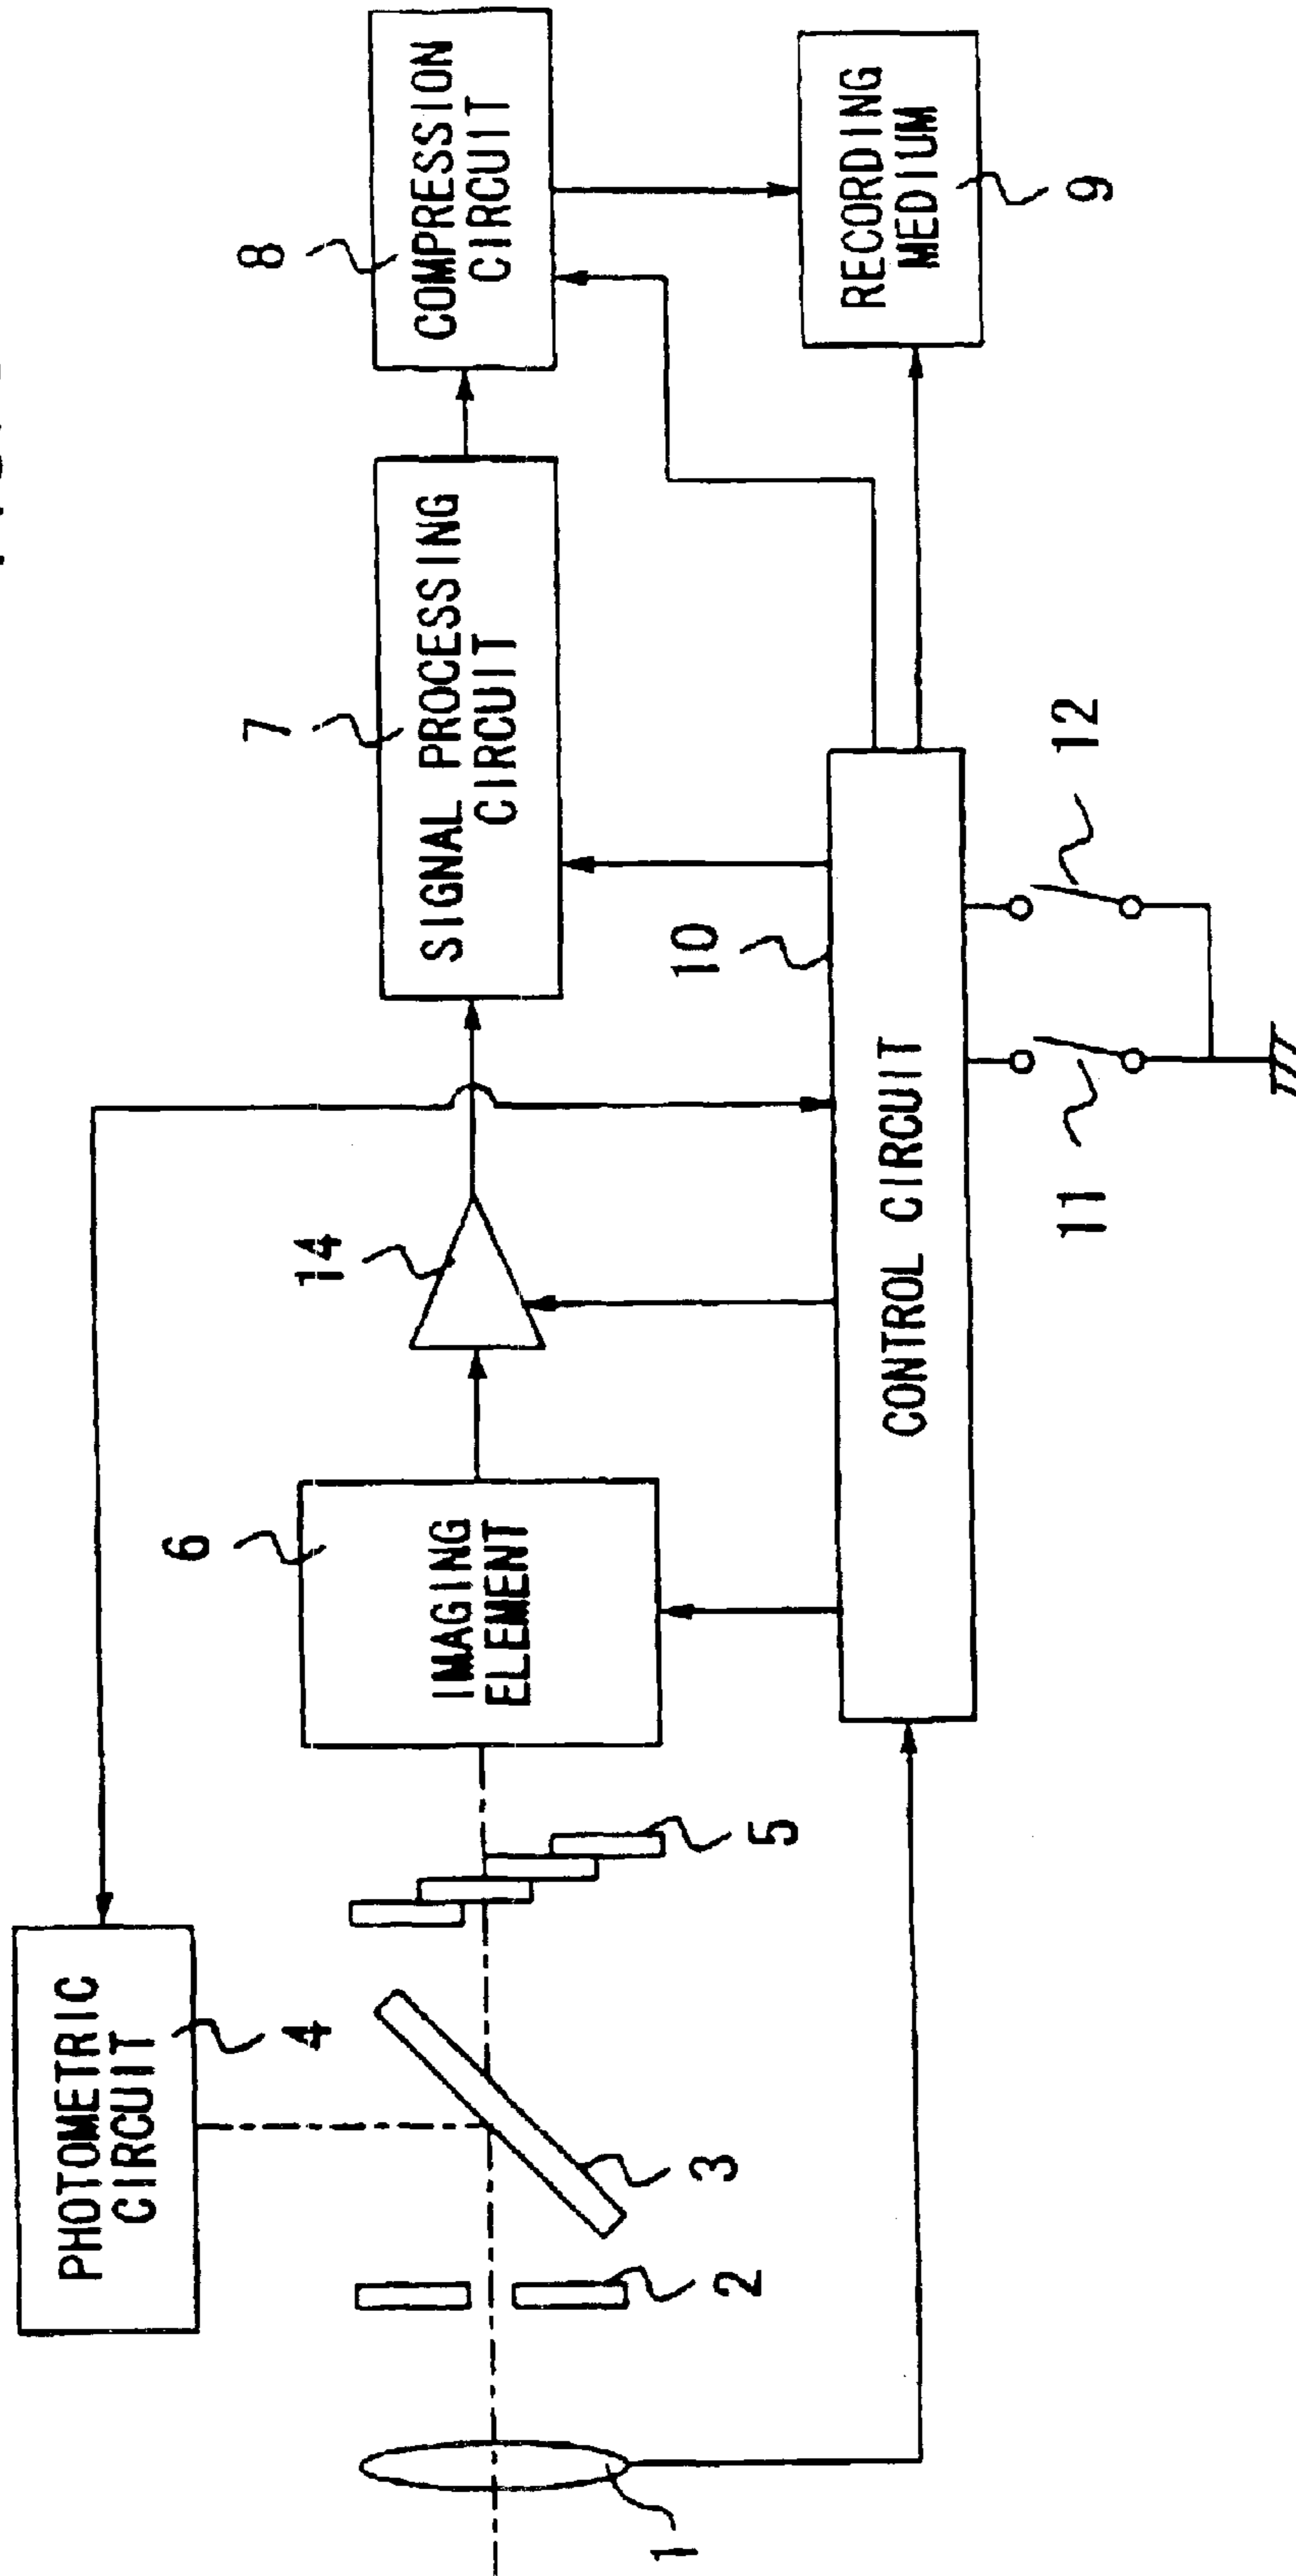 PHOTOMETRIC
CIRCUIT
4
8
COMPRESSION
CIRCUIT
7
SIGNAL PROCESSING
CIRCUIT
14
6
IMAGING
ELEMENT
5
3
2
1
RECORDING
MEDIUM
9
10
CONTROL CIRCUIT
11
12